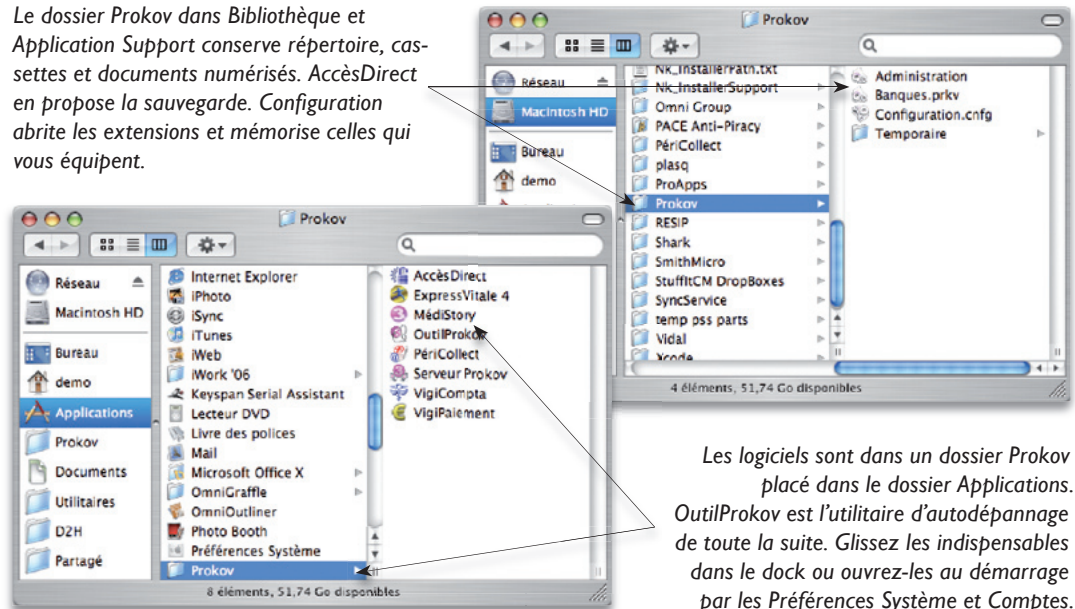 Le dossier Prokov dans Bibliothèque et
Application Support conserve répertoire, cas-
settes et documents numérisés. AccèsDirect
en propose la sauvegarde. Configuration
abrite les extensions et mémorise celles qui
vous équipent.
Prokov
Réseau
Macintosh HD
Bureau
demo
Nk_InstallerPath.txt
Nk_InstallerSupport
Omni Group
PACE Anti-Piracy
PériCollect
plasq
ProApps
Prokov
RESIP
Shark
SmithMicro
StuffItCM DropBoxes
SyncService
temp pss parts
Vidal
Xcode
Administration
Banques.prkv
Configuration.cnfg
Temporaire
4 éléments, 51,74 Go disponibles
Prokov
Réseau
Macintosh HD
Bureau
demo
Applications
Prokov
Documents
Utilitaires
D2H
Partagé
Internet Explorer
iPhoto
iSync
iTunes
iWeb
iWork '06
Keyspan Serial Assistant
Lecteur DVD
Livre des polices
Mail
Microsoft Office X
OmniGraffle
OmniOutliner
Photo Booth
Préférences Système
Prokov
AccèsDirect
ExpressVitale 4
MédiStory
OutilProkov
PériCollect
Serveur Prokov
VigiCompta
VigiPaiement
8 éléments, 51,74 Go disponibles
Les logiciels sont dans un dossier Prokov
placé dans le dossier Applications.
OutilProkov est l'utilitaire d'autodépannage
de toute la suite. Glissez les indispensables
dans le dock ou ouvrez-les au démarrage
par les Préférences Système et Comptes.